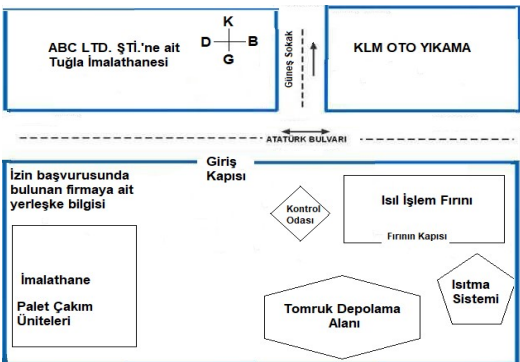 ABC LTD. ŞTİ.'ne ait
Tuğla İmalathanesi
K
D
B
G
Güneş Sokak
KLM OTO YIKAMA
ATATÜRK BULVARI
Giriş
Kapısı
İzin başvurusunda
bulunan firmaya ait
yerleşke bilgisi
Kontrol
Odası
Isıl İşlem Fırını
Fırının Kapısı
İmalathane
Palet Çakım
Üniteleri
Tomruk Depolama
Alanı
Isıtma
Sistemi